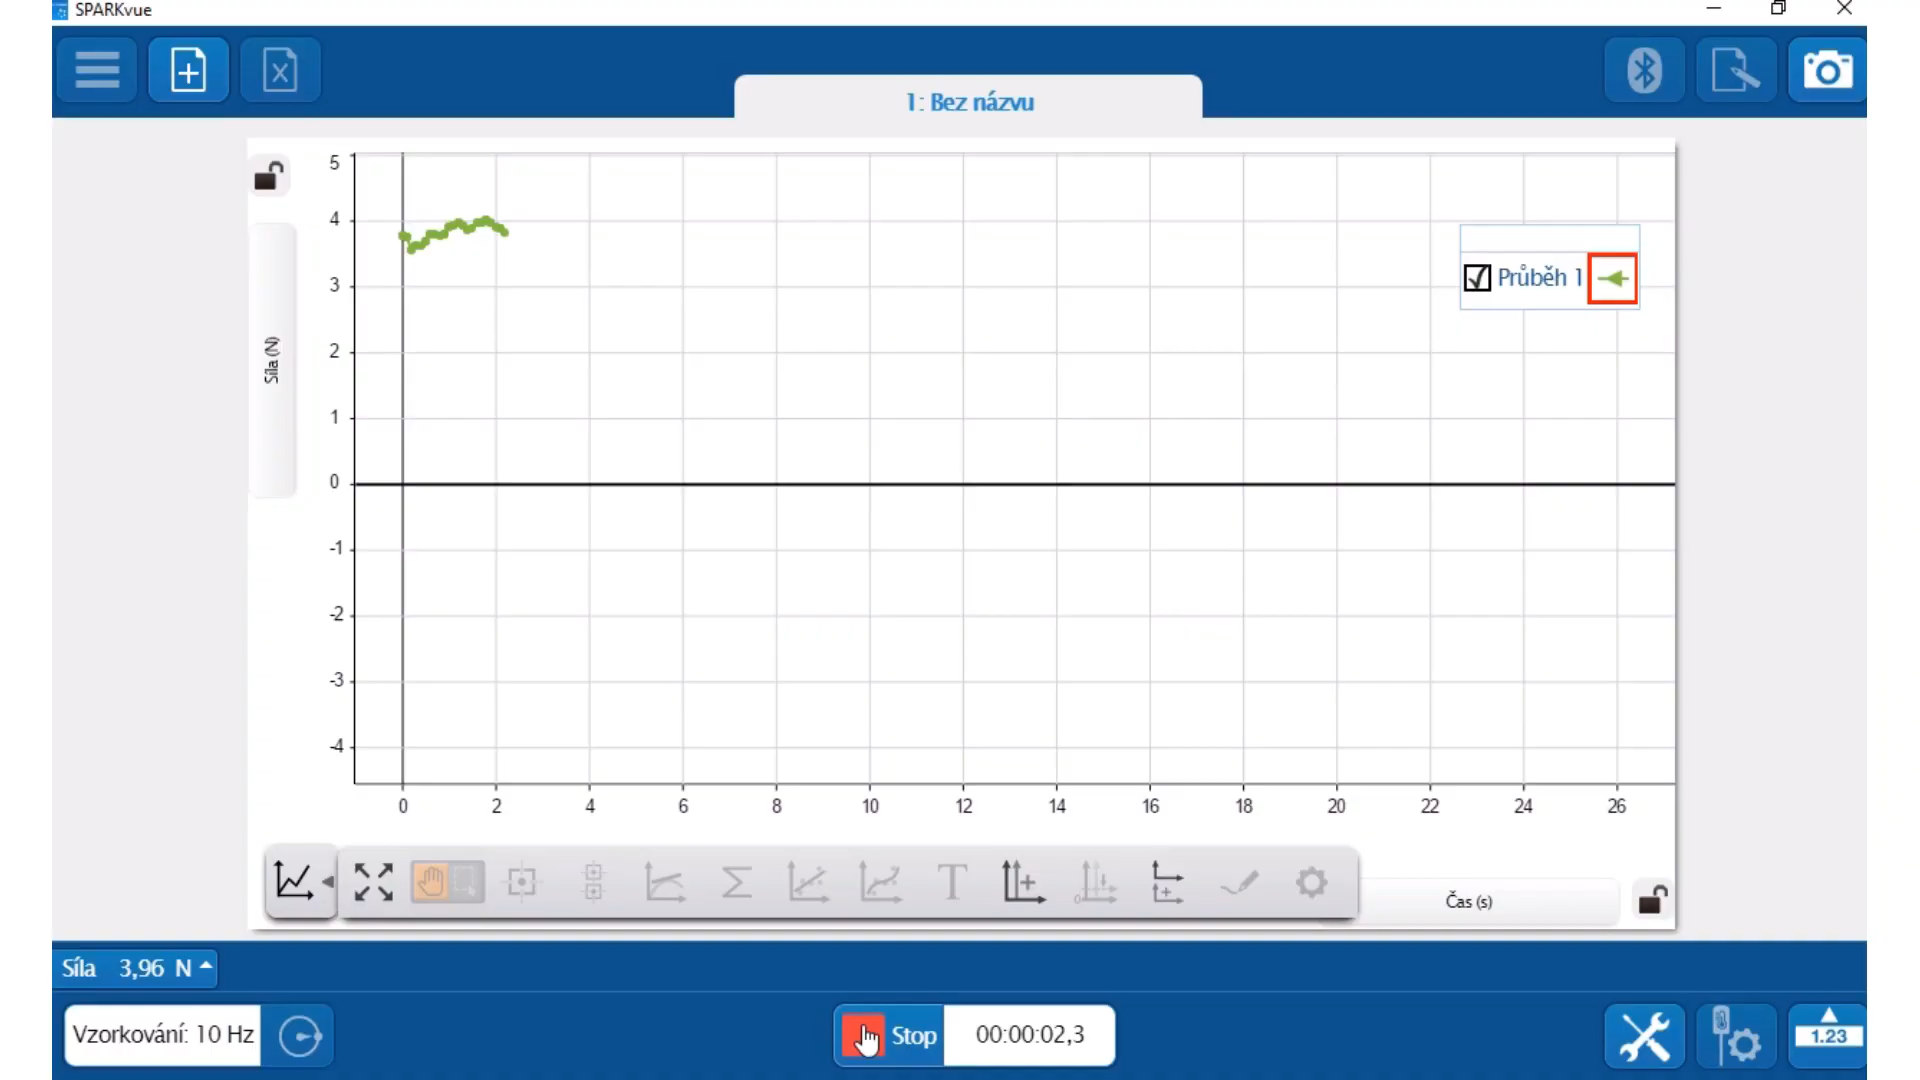 SPARKvue
1: Bez názvu
5
4
3
2
1
0
-1
-2
-3
-4
Síla (N)
Průběh 1
0 2 4 6 8 10 12 14 16 18 20 22 24 26
Čas (s)
Síla 3,96 N
Vzorkování: 10 Hz
Stop
00:00:02,3
1.23